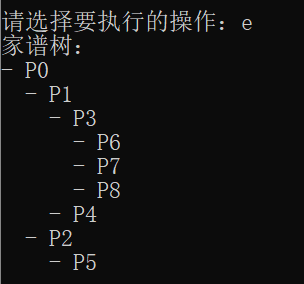 请选择要执行的操作：e
家谱树：
- P0
  - P1
    - P3
      - P6
      - P7
      - P8
    - P4
  - P2
    - P5